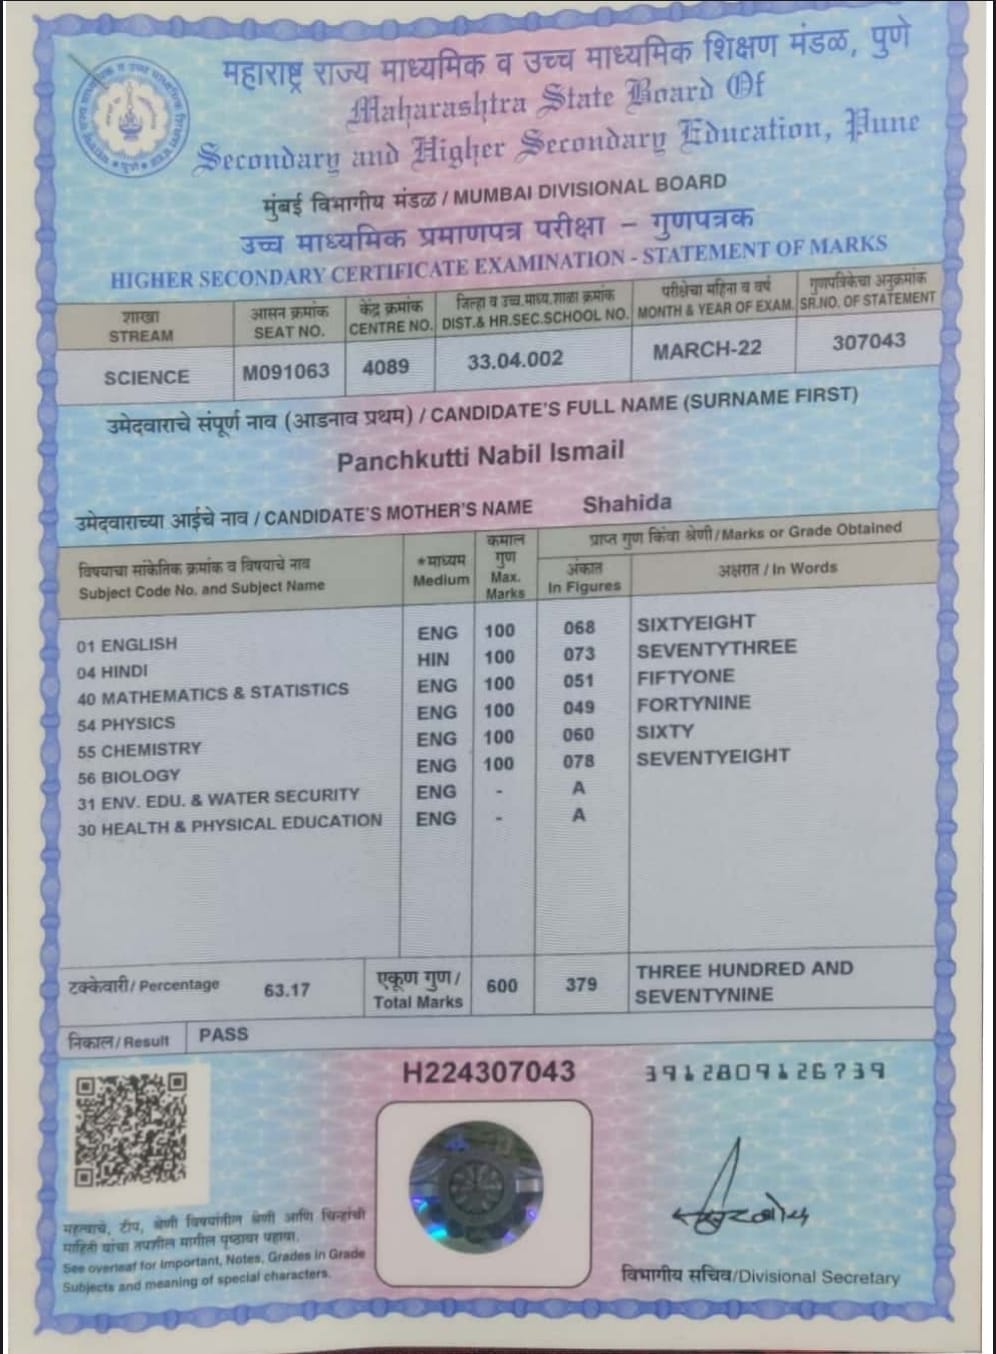 महाराष्ट्र राज्य माध्यमिक व उच्च माध्यमिक शिक्षण मंडळ, पुणे
Maharashtra State Board Of
Secondary and Higher Secondary Education, Pune
मुंबई विभागीय मंडळ / MUMBAI DIVISIONAL BOARD
उच्च माध्यमिक प्रमाणपत्र परीक्षा – गुणपत्रक
HIGHER SECONDARY CERTIFICATE EXAMINATION - STATEMENT OF MARKS
शाखा आसन क्रमांक केंद्र क्रमांक जिल्हा व उच्च.माध्य.शाळा क्रमांक परीक्षेचा महिना व वर्ष गुणपत्रिकेचा अनुक्रमांक
STREAM SEAT NO. CENTRE NO. DIST.& HR.SEC.SCHOOL NO. MONTH & YEAR OF EXAM. SR.NO. OF STATEMENT
SCIENCE M091063 4089 33.04.002 MARCH-22 307043
उमेदवाराचे संपूर्ण नाव (आडनाव प्रथम) / CANDIDATE'S FULL NAME (SURNAME FIRST)
Panchkutti Nabil Ismail
उमेदवाराच्या आईचे नाव / CANDIDATE'S MOTHER'S NAME Shahida
विषयाचा सांकेतिक क्रमांक व विषयाचे नाव
Subject Code No. and Subject Name
*माध्यम
Medium
कमाल
गुण
Max.
Marks
प्राप्त गुण किंवा श्रेणी/Marks or Grade Obtained
अंकात
In Figures
अक्षरात / In Words
01 ENGLISH ENG 100 068 SIXTYEIGHT
04 HINDI HIN 100 073 SEVENTYTHREE
40 MATHEMATICS & STATISTICS ENG 100 051 FIFTYONE
54 PHYSICS ENG 100 049 FORTYNINE
55 CHEMISTRY ENG 100 060 SIXTY
56 BIOLOGY ENG 100 078 SEVENTYEIGHT
31 ENV. EDU. & WATER SECURITY ENG - A
30 HEALTH & PHYSICAL EDUCATION ENG - A
टक्केवारी/ Percentage 63.17
एकूण गुण/
Total Marks
600 379
THREE HUNDRED AND
SEVENTYNINE
निकाल/ Result PASS
H224307043 3912809126739
महत्वाचे, टीप, श्रेणी विषयांतील श्रेणी आणि चिन्हांची
माहिती यांचा तपशील मागील पृष्ठावर पहावा.
See overleaf for Important, Notes, Grades in Grade
Subjects and meaning of special characters.
विभागीय सचिव/Divisional Secretary